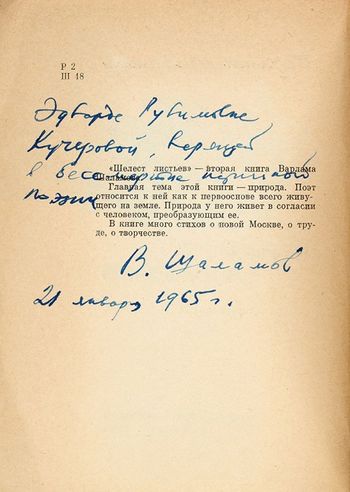 Р 2
Ш 18
Эдварде Рувимовне
Кучеровой, верящей
в бессмертие истинной
поэзии
«Шелест листьев» — вторая книга Варлама
Шаламова.
Главная тема этой книги — природа. Поэт
относится к ней как к первооснове всего живу-
щего на земле. Природа у него живет в согласии
с человеком, преобразующим ее.
В книге много стихов о новой Москве, о тру-
де, о творчестве.
В. Шаламов
21 января 1965 г.